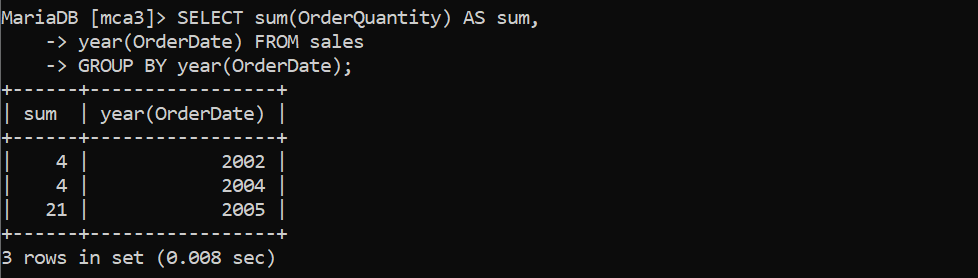 MariaDB [mca3]> SELECT sum(OrderQuantity) AS sum,
    -> year(OrderDate) FROM sales
    -> GROUP BY year(OrderDate);
+------+-----------------+
| sum  | year(OrderDate) |
+------+-----------------+
|    4 |            2002 |
|    4 |            2004 |
|   21 |            2005 |
+------+-----------------+
3 rows in set (0.008 sec)